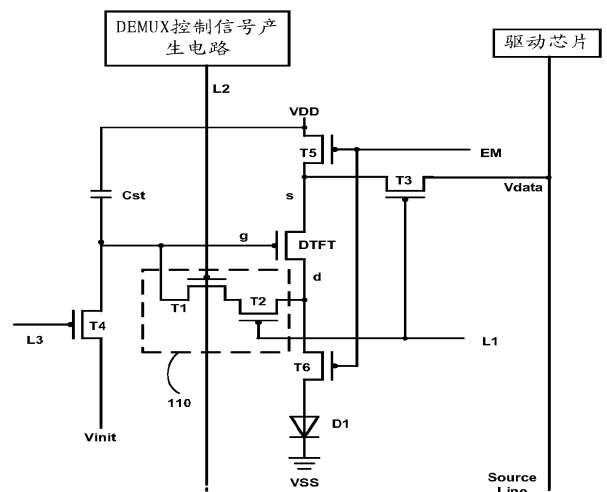 DEMUX控制信号产
生电路
驱动芯片
L2
VDD
T5
EM
T3
Vdata
Cst
s
g
DTFT
d
T1
T2
T4
L3
L1
T6
110
D1
Vinit
VSS
Source
Line